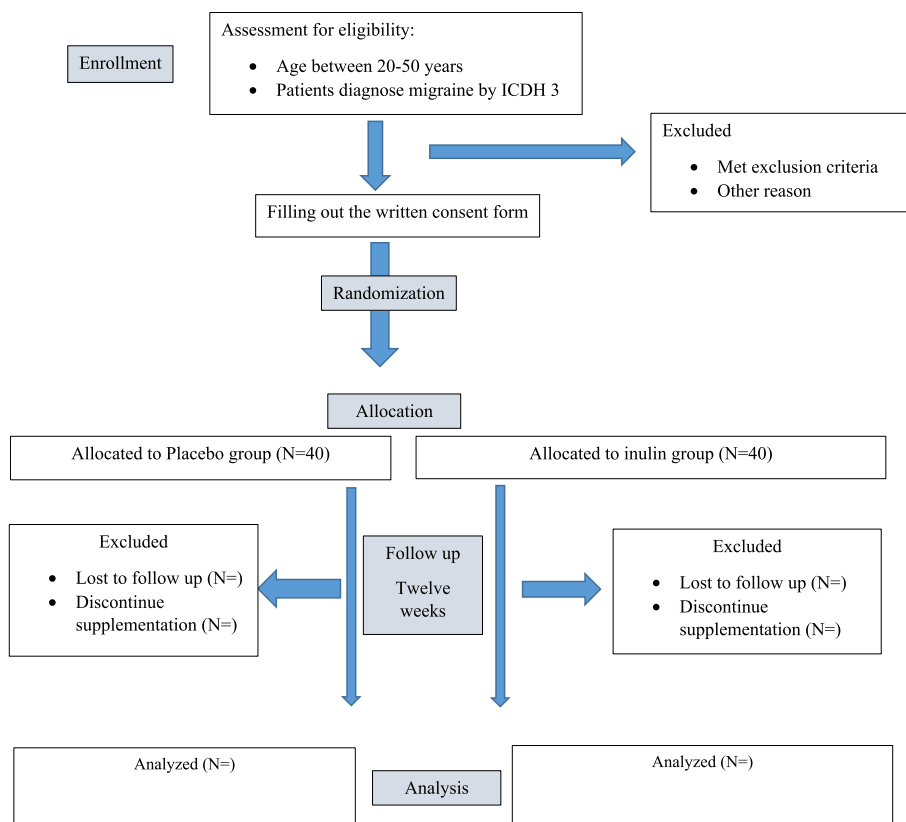 Assessment for eligibility:
Enrollment
• Age between 20-50 years
• Patients diagnose migraine by ICDH 3
Excluded
• Met exclusion criteria
• Other reason
Filling out the written consent form
Randomization
Allocation
Allocated to Placebo group (N=40)
Allocated to inulin group (N=40)
Excluded
• Lost to follow up (N=)
• Discontinue
supplementation (N=)
Follow up
Twelve
weeks
Excluded
• Lost to follow up (N=)
• Discontinue
supplementation (N=)
Analyzed (N=)
Analysis
Analyzed (N=)